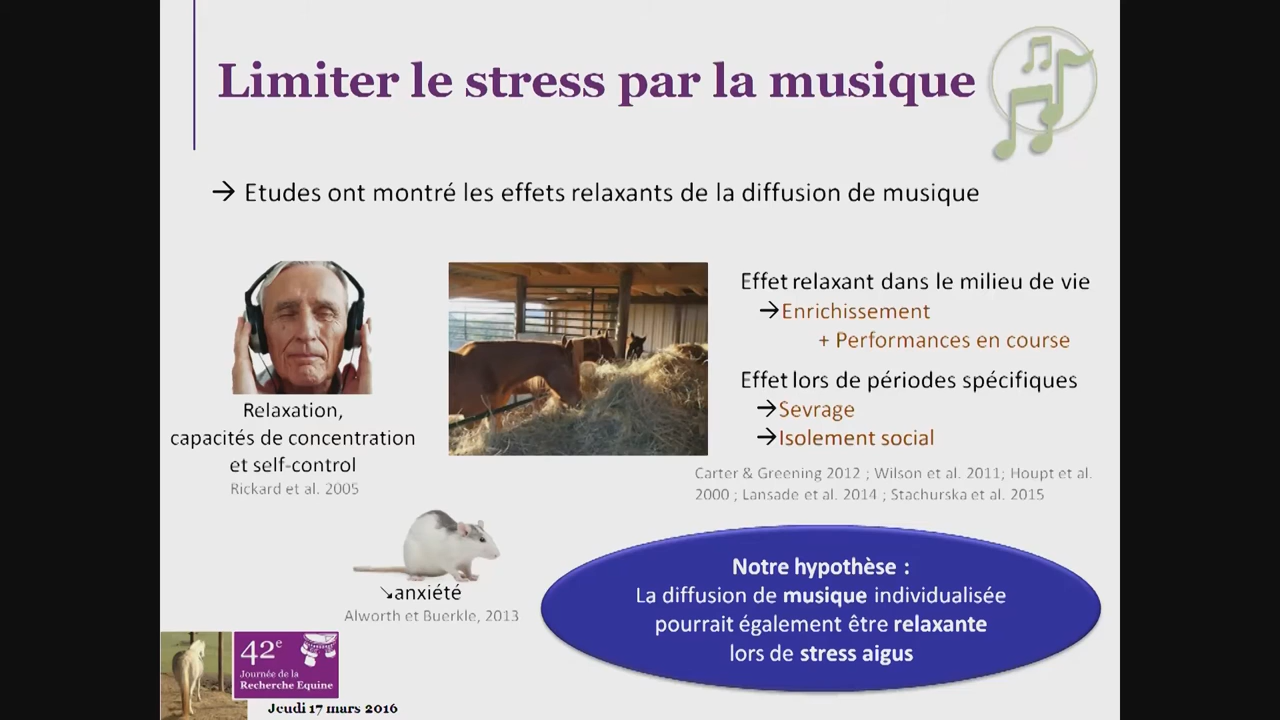 Limiter le stress par la musique
→ Etudes ont montré les effets relaxants de la diffusion de musique
Relaxation,
capacités de concentration
et self-control
Rickard et al. 2005
Effet relaxant dans le milieu de vie
→Enrichissement
+ Performances en course
Effet lors de périodes spécifiques
→Sevrage
→Isolement social
Carter & Greening 2012 ; Wilson et al. 2011; Houpt et al.
2000 ; Lansade et al. 2014 ; Stachurska et al. 2015
↘anxiété
Alworth et Buerkle, 2013
Notre hypothèse :
La diffusion de musique individualisée
pourrait également être relaxante
lors de stress aigus
42e
Journée de la
Recherche Equine
Jeudi 17 mars 2016